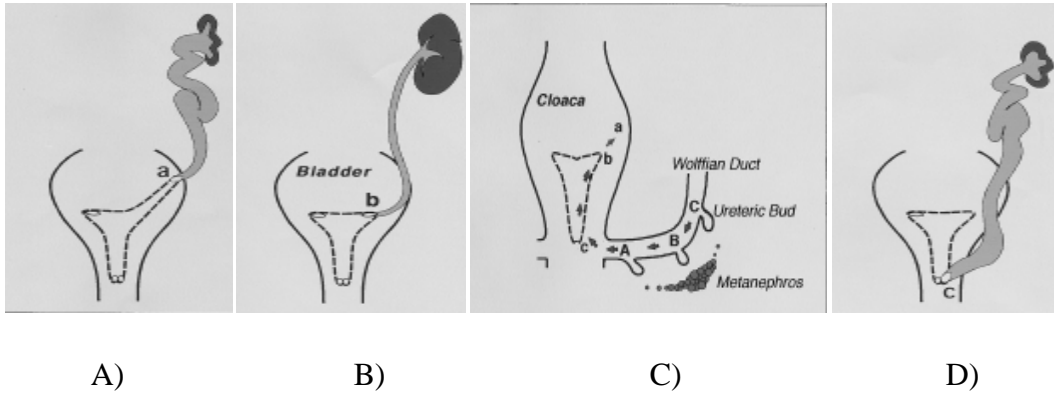 a
Bladder
b
Cloaca
a
b
Wolffian Duct
C
Ureteric Bud
c
A
B
Metanephros
C
A)
B)
C)
D)